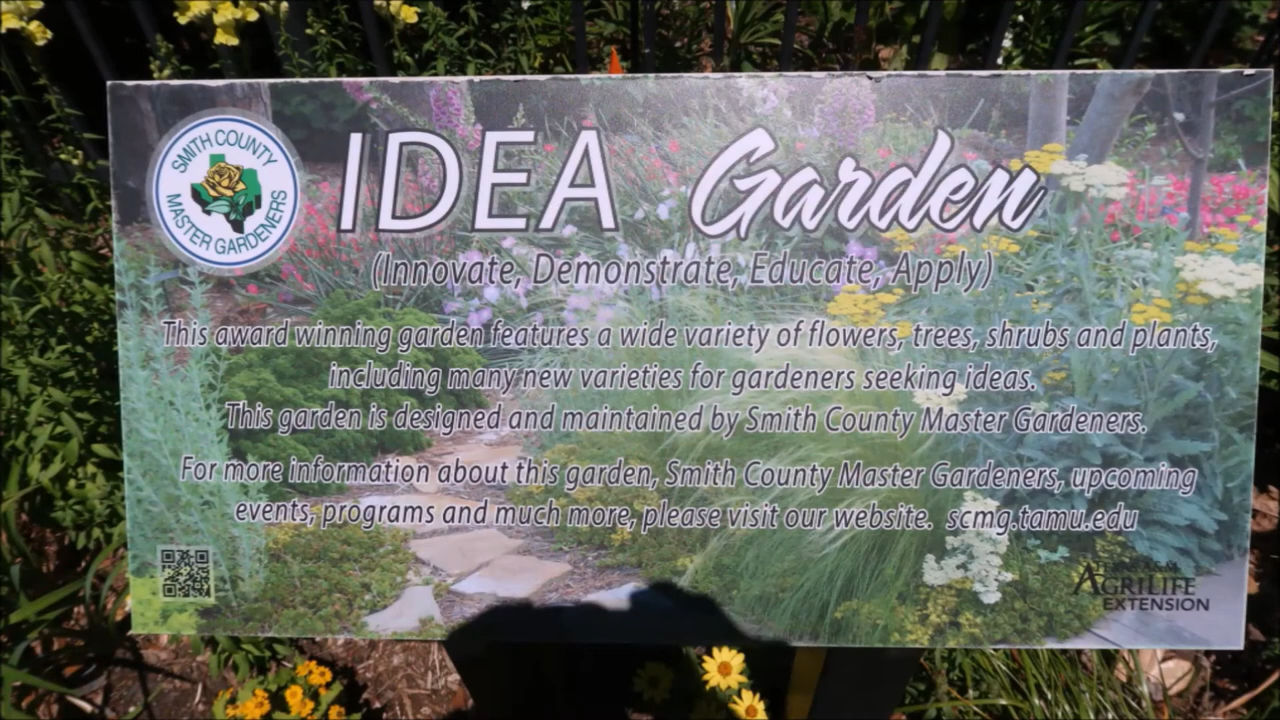 SMITH COUNTY
MASTER GARDENERS
IDEA Garden
(Innovate, Demonstrate, Educate, Apply)
This award winning garden features a wide variety of flowers, trees, shrubs and plants,
including many new varieties for gardeners seeking ideas.
This garden is designed and maintained by Smith County Master Gardeners.
For more information about this garden, Smith County Master Gardeners, upcoming
events, programs and much more, please visit our website. scmg.tamu.edu
TEXAS A&M
AGRILIFE
EXTENSION